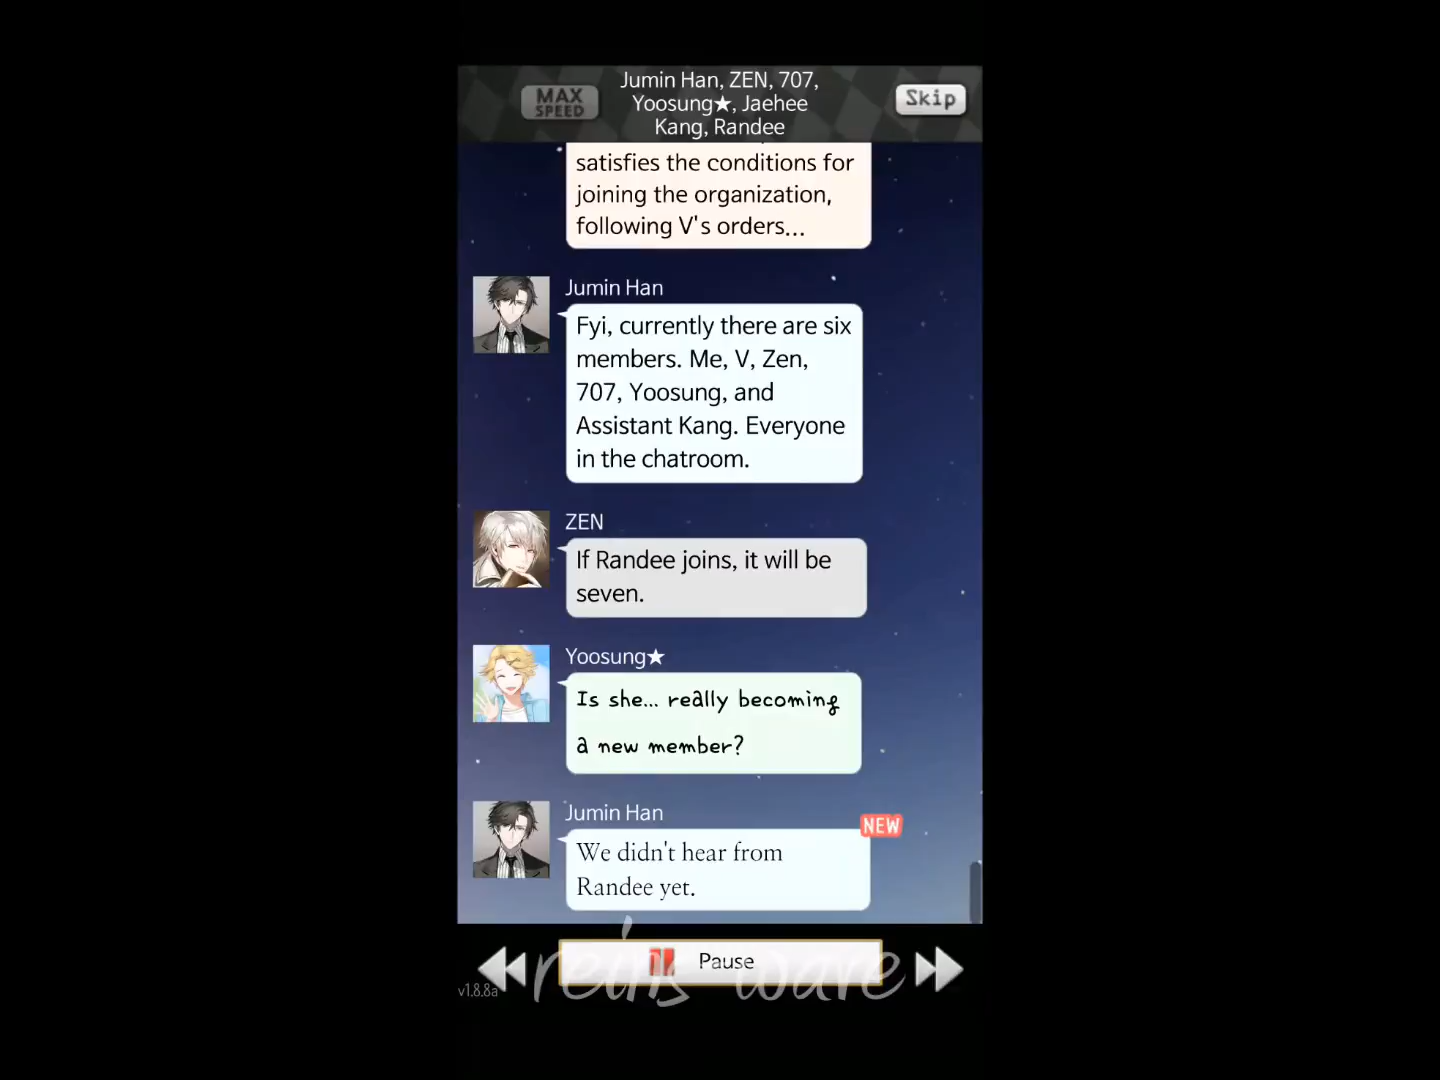 MAX
SPEED
Jumin Han, ZEN, 707,
Yoosung★, Jaehee
Kang, Randee
Skip
satisfies the conditions for
joining the organization,
following V's orders...
Jumin Han
Fyi, currently there are six
members. Me, V, Zen,
707, Yoosung, and
Assistant Kang. Everyone
in the chatroom.
ZEN
If Randee joins, it will be
seven.
Yoosung★
Is she... really becoming
a new member?
Jumin Han
NEW
We didn't hear from
Randee yet.
Pause
reihs ware
v1.8.8a